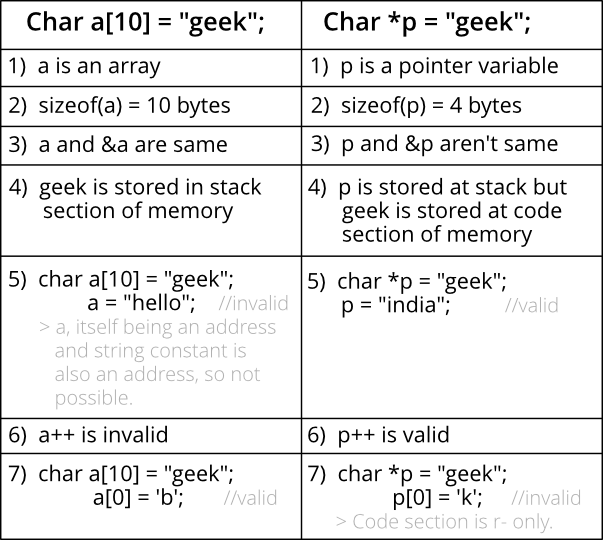 Char a[10] = "geek";
Char *p = "geek";
1) a is an array
1) p is a pointer variable
2) sizeof(a) = 10 bytes
2) sizeof(p) = 4 bytes
3) a and &a are same
3) p and &p aren't same
4) geek is stored in stack
section of memory
4) p is stored at stack but
geek is stored at code
section of memory
5) char a[10] = "geek";
a = "hello"; //invalid
> a, itself being an address
and string constant is
also an address, so not
possible.
5) char *p = "geek";
p = "india"; //valid
6) a++ is invalid
6) p++ is valid
7) char a[10] = "geek";
a[0] = 'b'; //valid
7) char *p = "geek";
p[0] = 'k'; //invalid
> Code section is r- only.